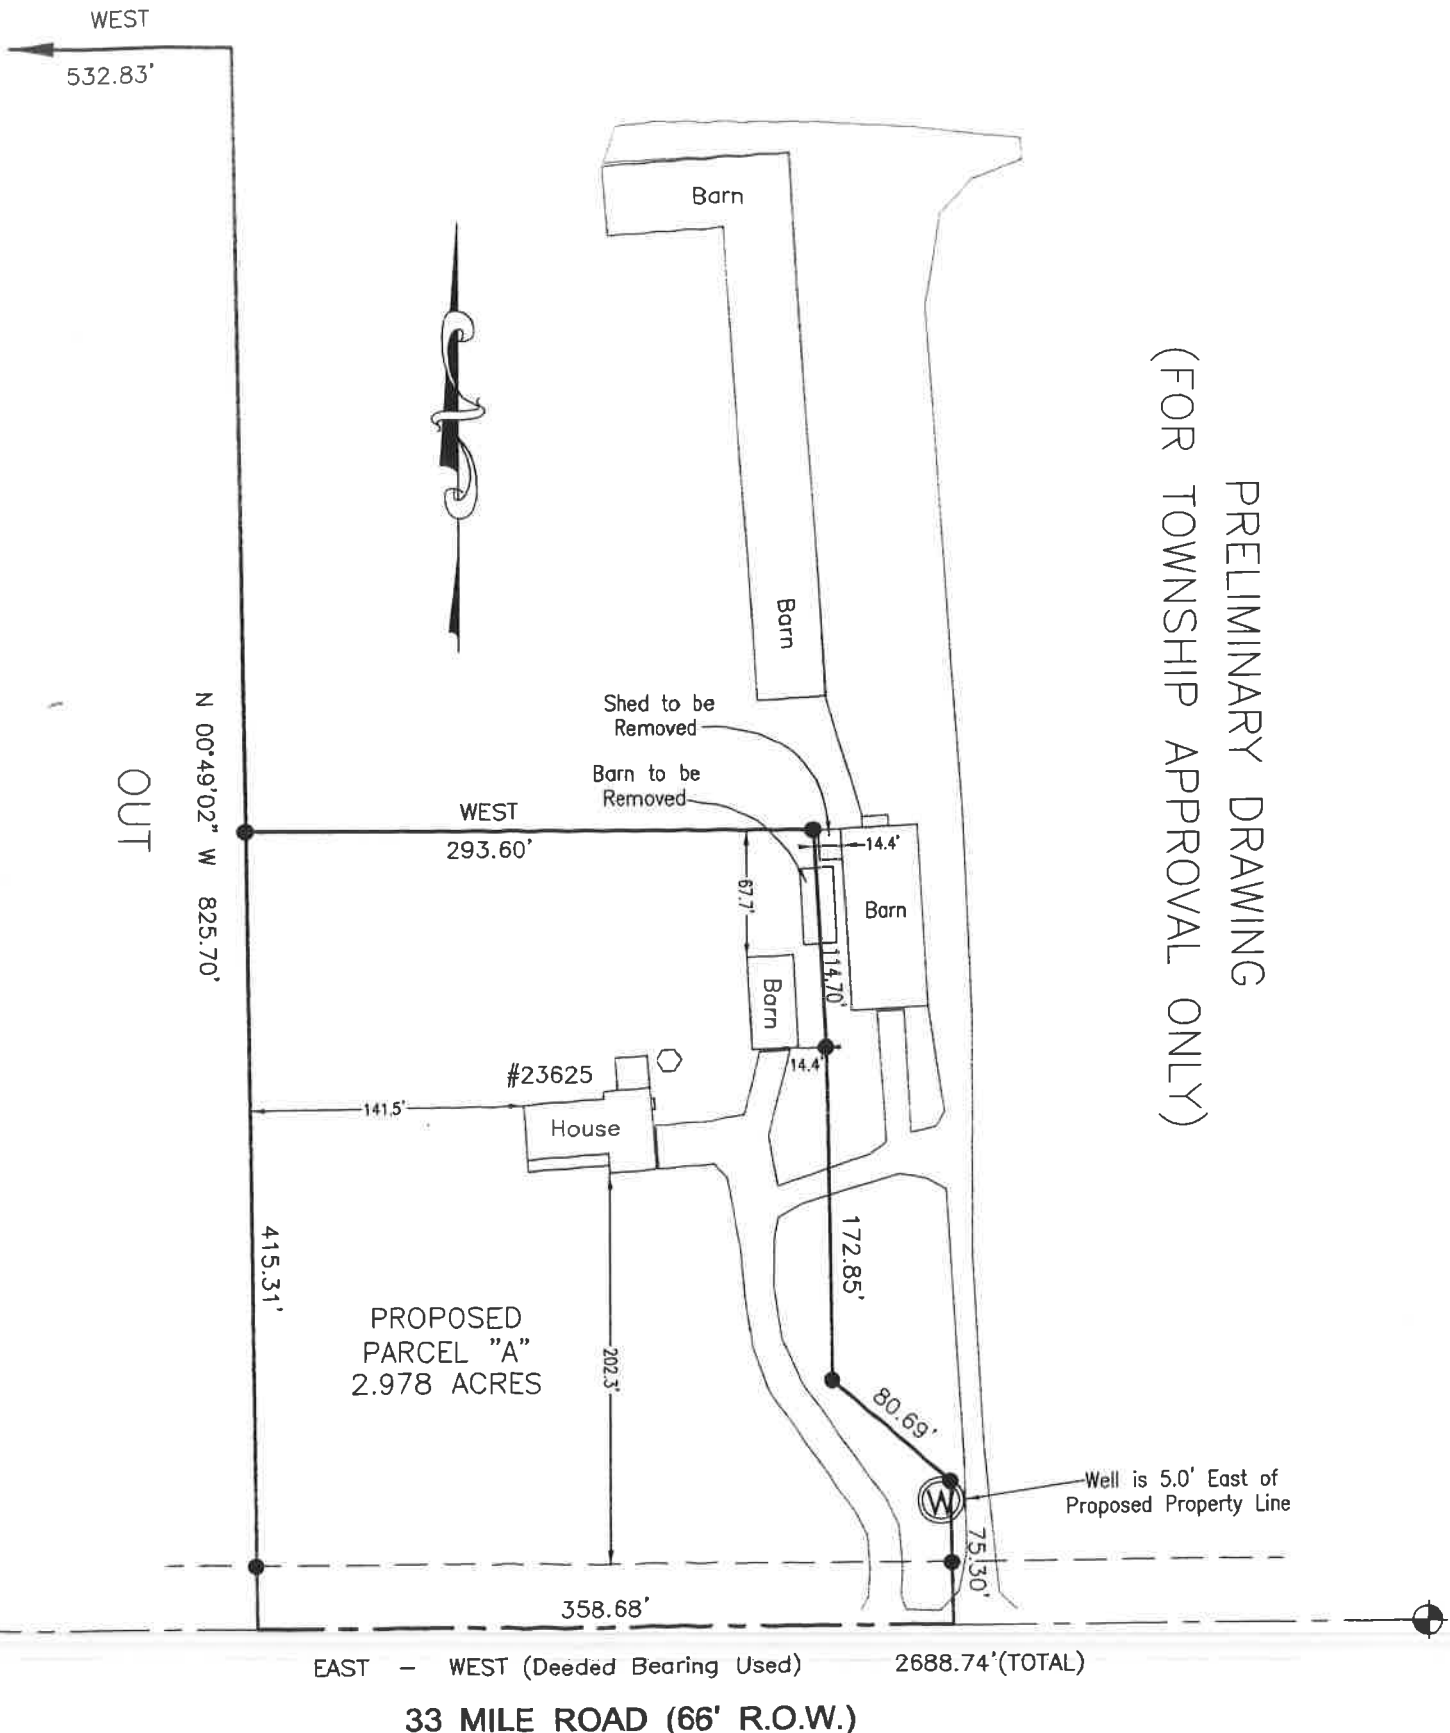 WEST
532.83'
Barn
Barn
PRELIMINARY DRAWING
(FOR TOWNSHIP APPROVAL ONLY)
Shed to be
Removed
Barn to be
Removed
N 00°49'02" W 825.70'
OUT
WEST
293.60'
14.4'
67.7'
Barn
114.70'
Barn
14.4'
#23625
141.5'
House
172.85'
415.31'
PROPOSED
PARCEL "A"
2.978 ACRES
202.3'
80.69'
W
Well is 5.0' East of
Proposed Property Line
75.30'
358.68'
EAST - WEST (Deeded Bearing Used) 2688.74'(TOTAL)
33 MILE ROAD (66' R.O.W.)